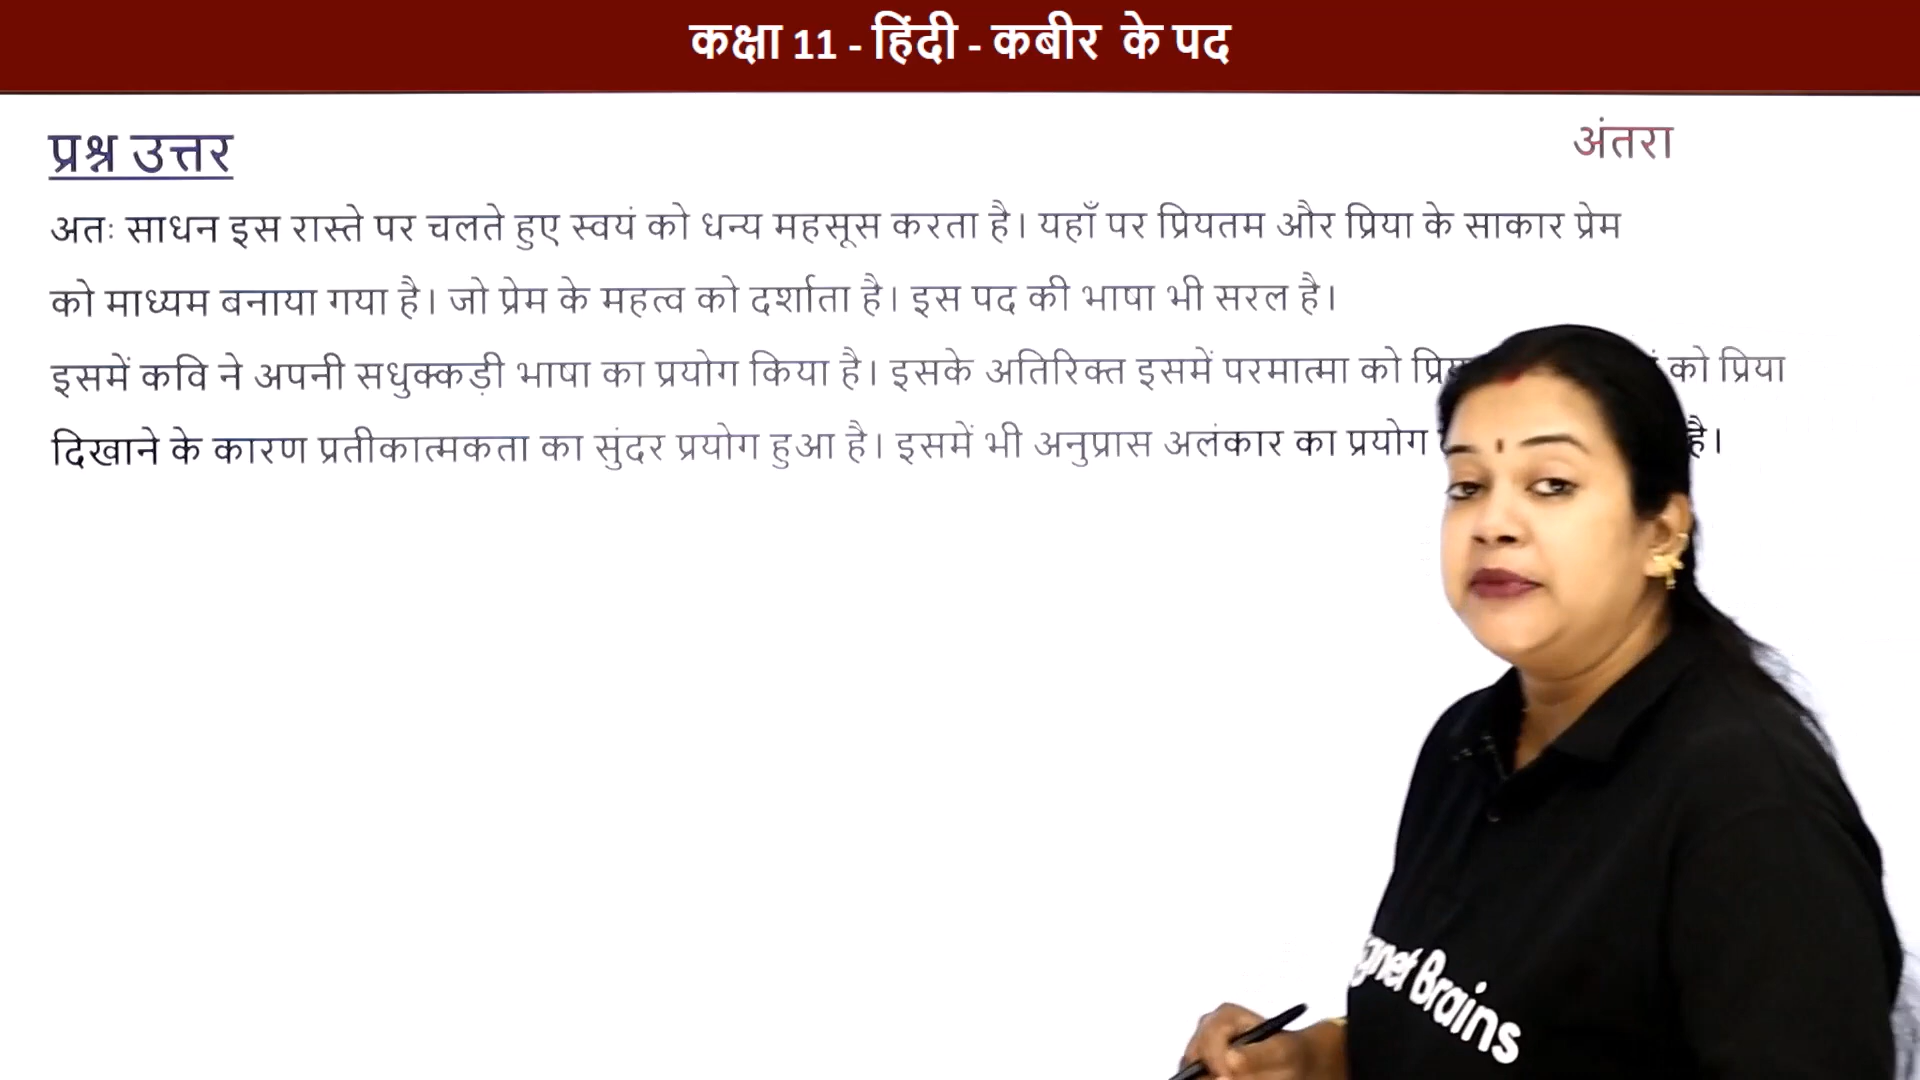 कक्षा 11 - हिंदी - कबीर के पद
प्रश्न उत्तर
अंतरा
अतः साधन इस रास्ते पर चलते हुए स्वयं को धन्य महसूस करता है। यहाँ पर प्रियतम और प्रिया के साकार प्रेम
को माध्यम बनाया गया है। जो प्रेम के महत्व को दर्शाता है। इस पद की भाषा भी सरल है।
इसमें कवि ने अपनी सधुक्कड़ी भाषा का प्रयोग किया है। इसके अतिरिक्त इसमें परमात्मा को को प्रिया
दिखाने के कारण प्रतीकात्मकता का सुंदर प्रयोग हुआ है। इसमें भी अनुप्रास अलंकार का प्रयोग है।
Brains